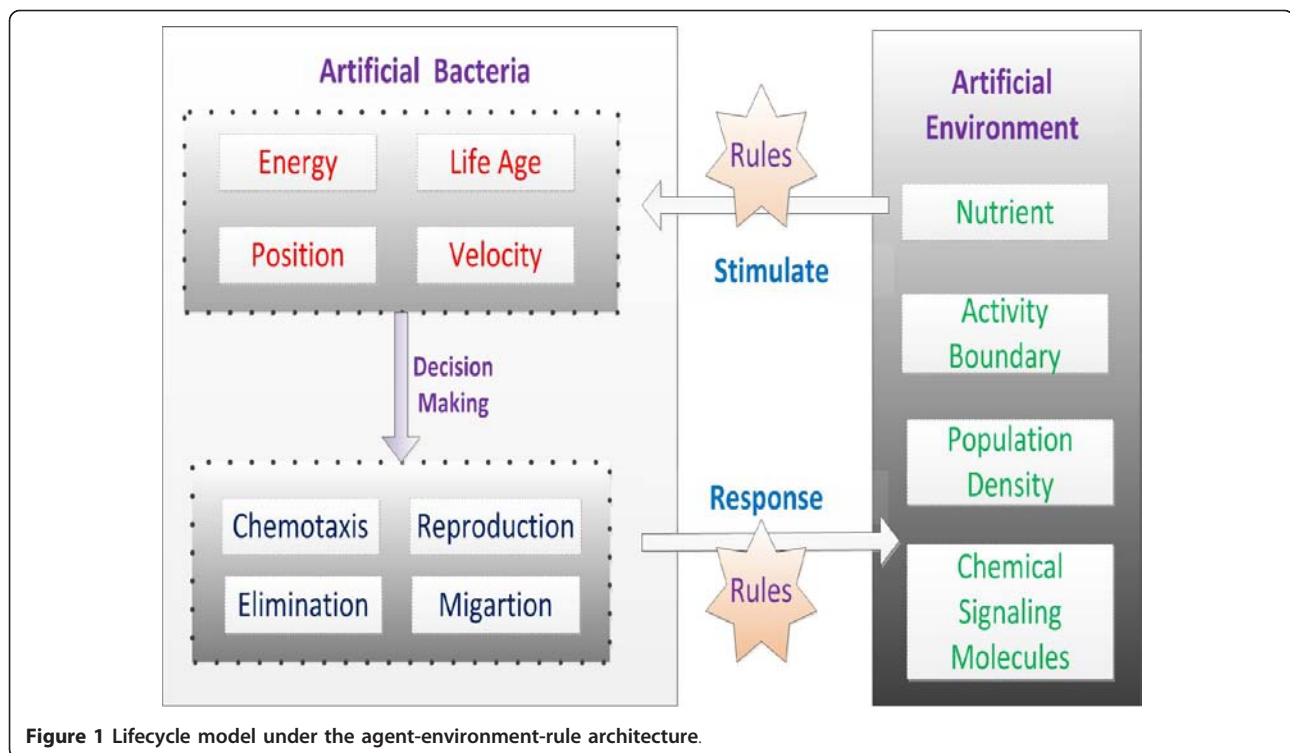 Artificial Bacteria
Energy
Life Age
Position
Velocity
Decision
Making
Chemotaxis
Reproduction
Elimination
Migartion
Rules
Stimulate
Response
Rules
Artificial
Environment
Nutrient
Activity
Boundary
Population
Density
Chemical
Signaling
Molecules
Figure 1 Lifecycle model under the agent-environment-rule architecture.